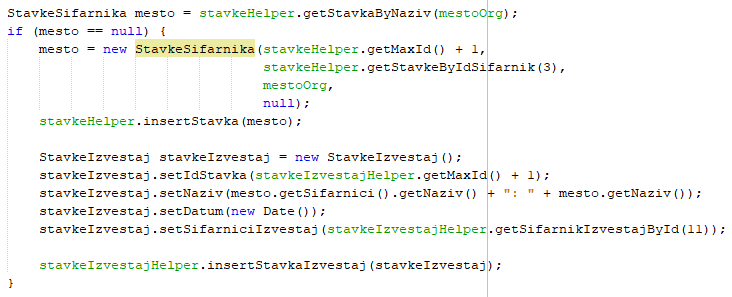 StavkeSifarnika mesto = stavkeHelper.getStavkaByNaziv(mestoOrg);
if (mesto == null) {
    mesto = new StavkeSifarnika(stavkeHelper.getMaxId() + 1,
                                stavkeHelper.getStavkeByIdSifarnik(3),
                                mestoOrg,
                                null);
    stavkeHelper.insertStavka(mesto);

    StavkeIzvestaj stavkeIzvestaj = new StavkeIzvestaj();
    stavkeIzvestaj.setIdStavka(stavkeIzvestajHelper.getMaxId() + 1);
    stavkeIzvestaj.setNaziv(mesto.getSifarnici().getNaziv() + ": " + mesto.getNaziv());
    stavkeIzvestaj.setDatum(new Date());
    stavkeIzvestaj.setSifarniciIzvestaj(stavkeIzvestajHelper.getSifarnikIzvestajById(11));

    stavkeIzvestajHelper.insertStavkaIzvestaj(stavkeIzvestaj);
}